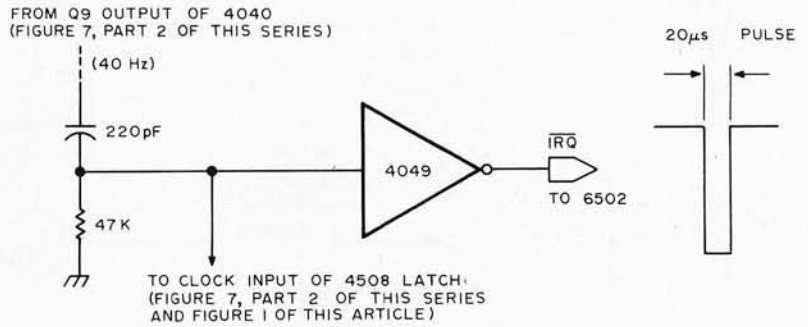 FROM Q9 OUTPUT OF 4040
(FIGURE 7, PART 2 OF THIS SERIES)
(40 Hz)
220pF
47K
4049
IRQ
TO 6502
20μs PULSE
TO CLOCK INPUT OF 4508 LATCH
(FIGURE 7, PART 2 OF THIS SERIES
AND FIGURE 1 OF THIS ARTICLE)